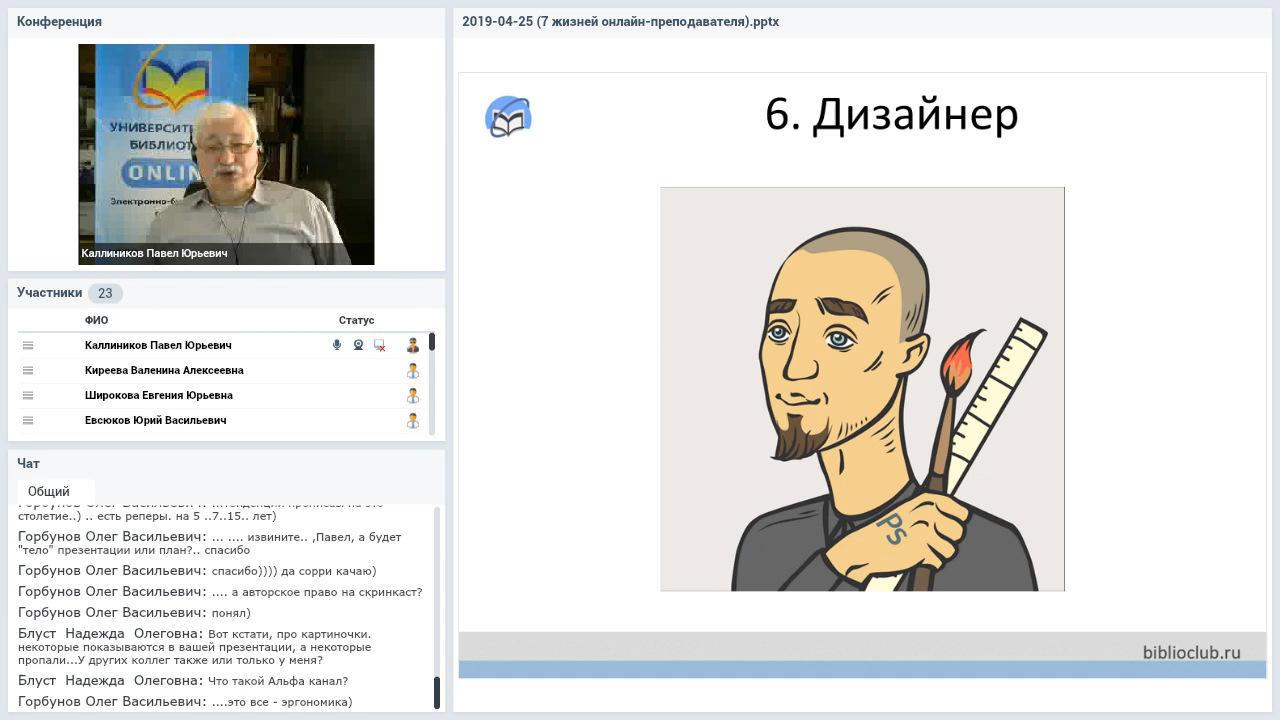 Конференция
УНИВЕРСИТ
БИБЛИОТ
ONLIN
Электронно-б
Каллиников Павел Юрьевич
Участники 23
ФИО Статус
Каллиников Павел Юрьевич
Киреева Валенина Алексеевна
Широкова Евгения Юрьевна
Евсюков Юрий Васильевич
Чат
Общий
столетие..) .. есть реперы. на 5 ..7..15.. лет)
Горбунов Олег Васильевич: ... .... извините.. ,Павел, а будет
"тело" презентации или план?.. спасибо
Горбунов Олег Васильевич: спасибо)))) да сорри качаю)
Горбунов Олег Васильевич: .... а авторское право на скринкаст?
Горбунов Олег Васильевич: понял)
Блуст Надежда Олеговна: Вот кстати, про картиночки.
некоторые показываются в вашей презентации, а некоторые
пропали...У других коллег также или только у меня?
Блуст Надежда Олеговна: Что такой Альфа канал?
Горбунов Олег Васильевич: ....это все - эргономика)
2019-04-25 (7 жизней онлайн-преподавателя).pptx
6. Дизайнер
PS
biblioclub.ru